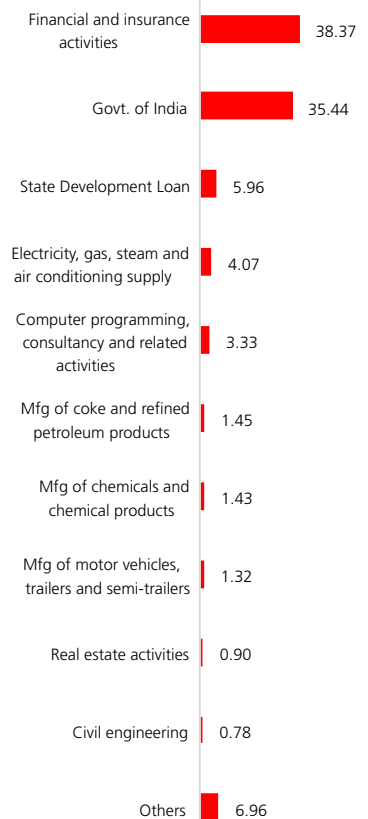 Financial and insurance
activities
38.37
Govt. of India
35.44
State Development Loan
5.96
Electricity, gas, steam and
air conditioning supply
4.07
Computer programming,
consultancy and related
activities
3.33
Mfg of coke and refined
petroleum products
1.45
Mfg of chemicals and
chemical products
1.43
Mfg of motor vehicles,
trailers and semi-trailers
1.32
Real estate activities
0.90
Civil engineering
0.78
Others
6.96